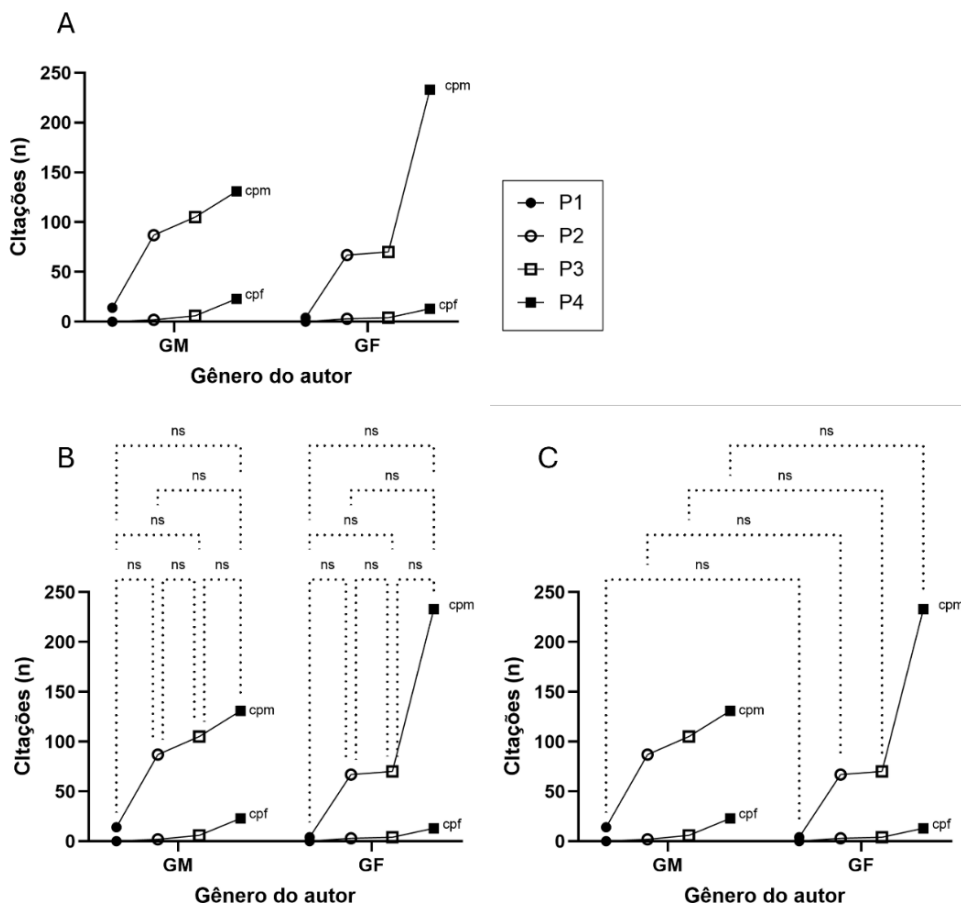 A
250
200
150
100
50
0
CItações (n)
cpm
cpf
cpm
cpf
GM
GF
Gênero do autor
P1
P2
P3
P4
B
ns
ns
ns
ns
ns
ns
ns
ns
ns
ns
ns
ns
250
200
150
100
50
0
CItações (n)
cpm
cpf
cpm
cpf
GM
GF
Gênero do autor
C
ns
ns
ns
ns
250
200
150
100
50
0
CItações (n)
cpm
cpf
cpm
cpf
GM
GF
Gênero do autor